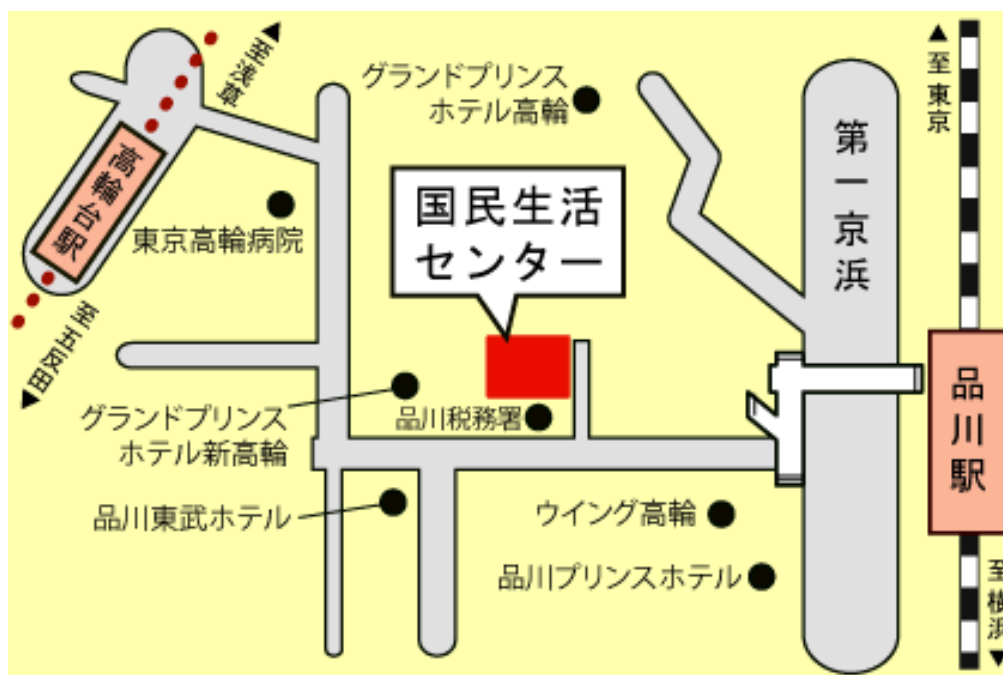 ▲至浅草
グランドプリンス
ホテル高輪
▲至東京
第一京浜
高輪台駅
国民生活
センター
東京高輪病院
至五反田▼
品川駅
グランドプリンス
ホテル新高輪
品川税務署
品川東武ホテル
ウイング高輪
品川プリンスホテル
至横浜▼